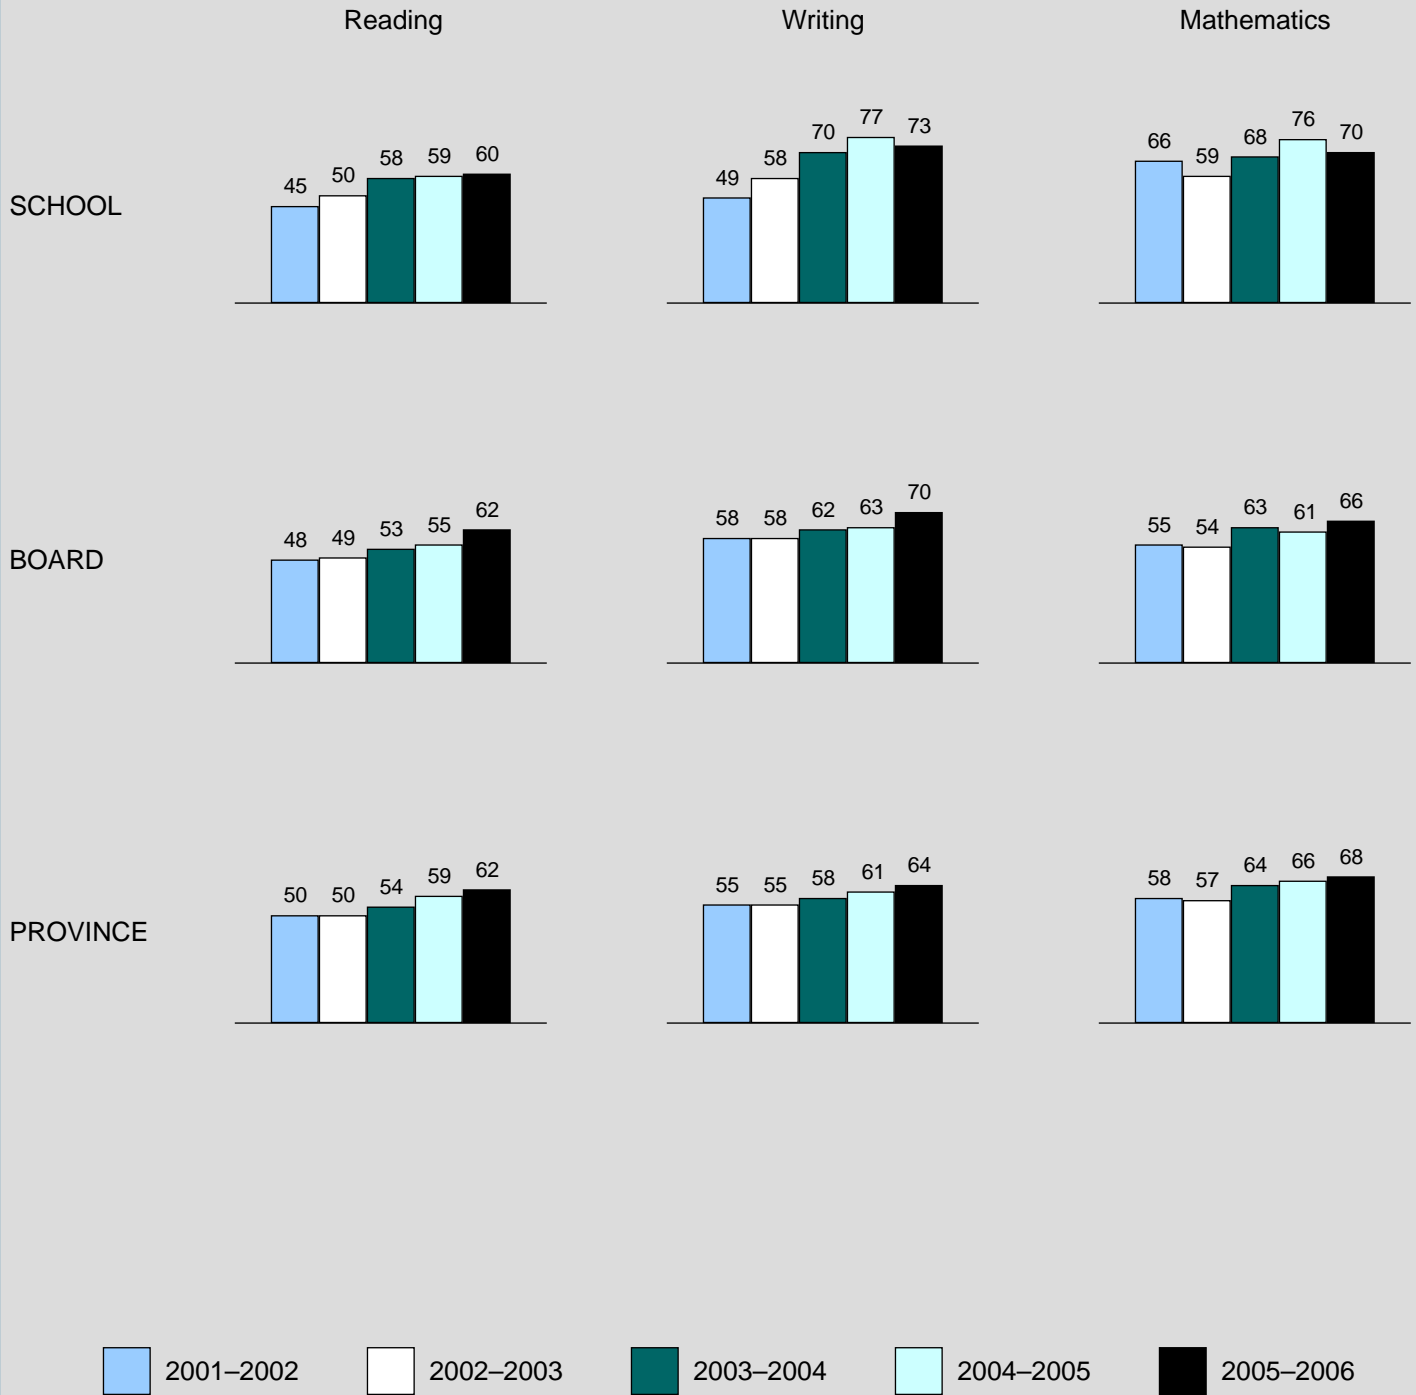 Reading Writing Mathematics
SCHOOL
45 50 58 59 60
49 58 70 77 73
66 59 68 76 70
BOARD
48 49 53 55 62
58 58 62 63 70
55 54 63 61 66
PROVINCE
50 50 54 59 62
55 55 58 61 64
58 57 64 66 68
2001–2002 2002–2003 2003–2004 2004–2005 2005–2006